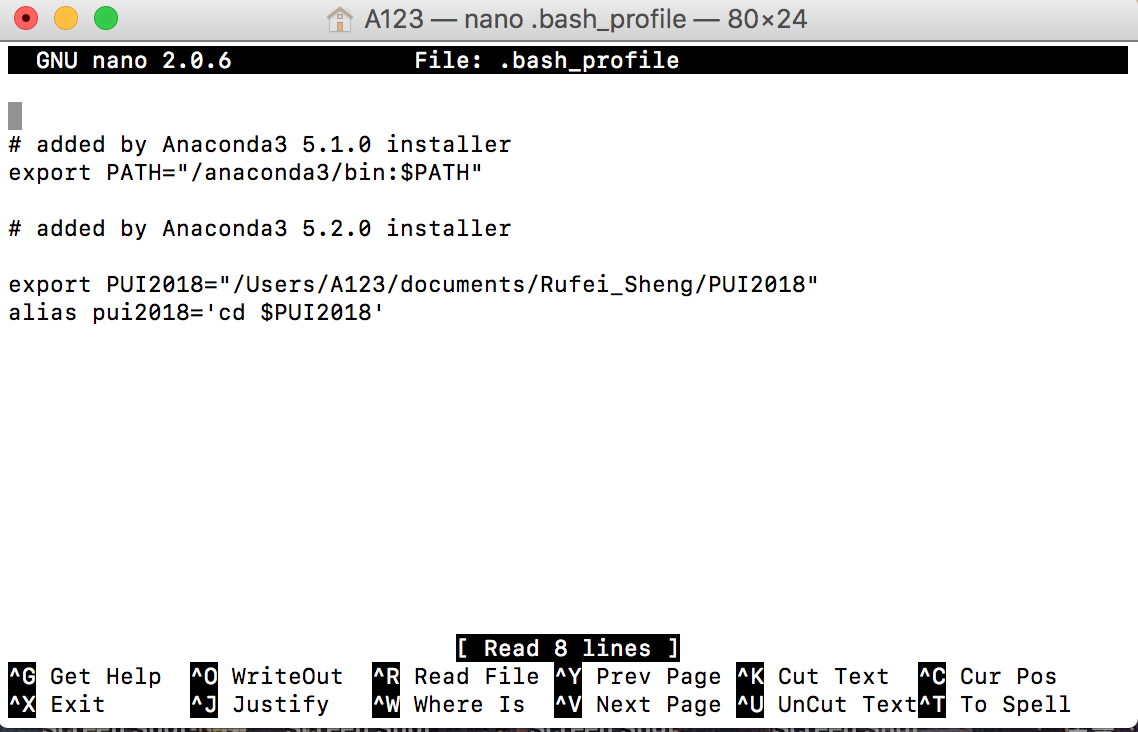 A123 — nano .bash_profile — 80×24
GNU nano 2.0.6 File: .bash_profile
# added by Anaconda3 5.1.0 installer
export PATH="/anaconda3/bin:$PATH"
# added by Anaconda3 5.2.0 installer
export PUI2018="/Users/A123/documents/Rufei_Sheng/PUI2018"
alias pui2018='cd $PUI2018'
[ Read 8 lines ]
^G Get Help ^O WriteOut ^R Read File ^Y Prev Page ^K Cut Text ^C Cur Pos
^X Exit ^J Justify ^W Where Is ^V Next Page ^U UnCut Text^T To Spell